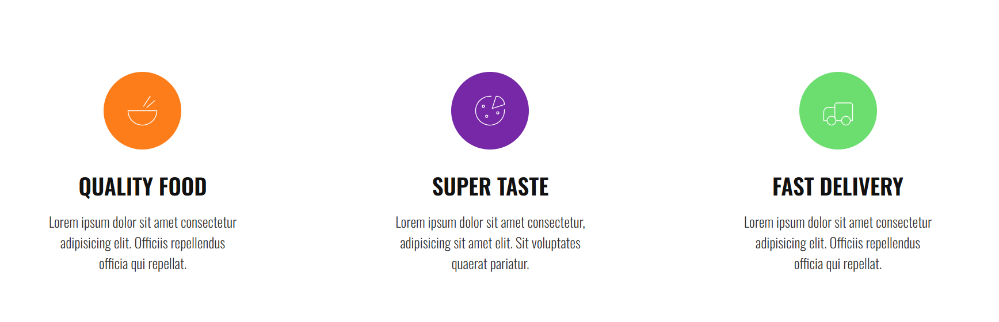 QUALITY FOOD
Lorem ipsum dolor sit amet consectetur
adipisicing elit. Officiis repellendus
officia qui repellat.
SUPER TASTE
Lorem ipsum dolor sit amet consectetur,
adipisicing sit amet elit. Sit voluptates
quaerat pariatur.
FAST DELIVERY
Lorem ipsum dolor sit amet consectetur
adipisicing elit. Officiis repellendus
officia qui repellat.